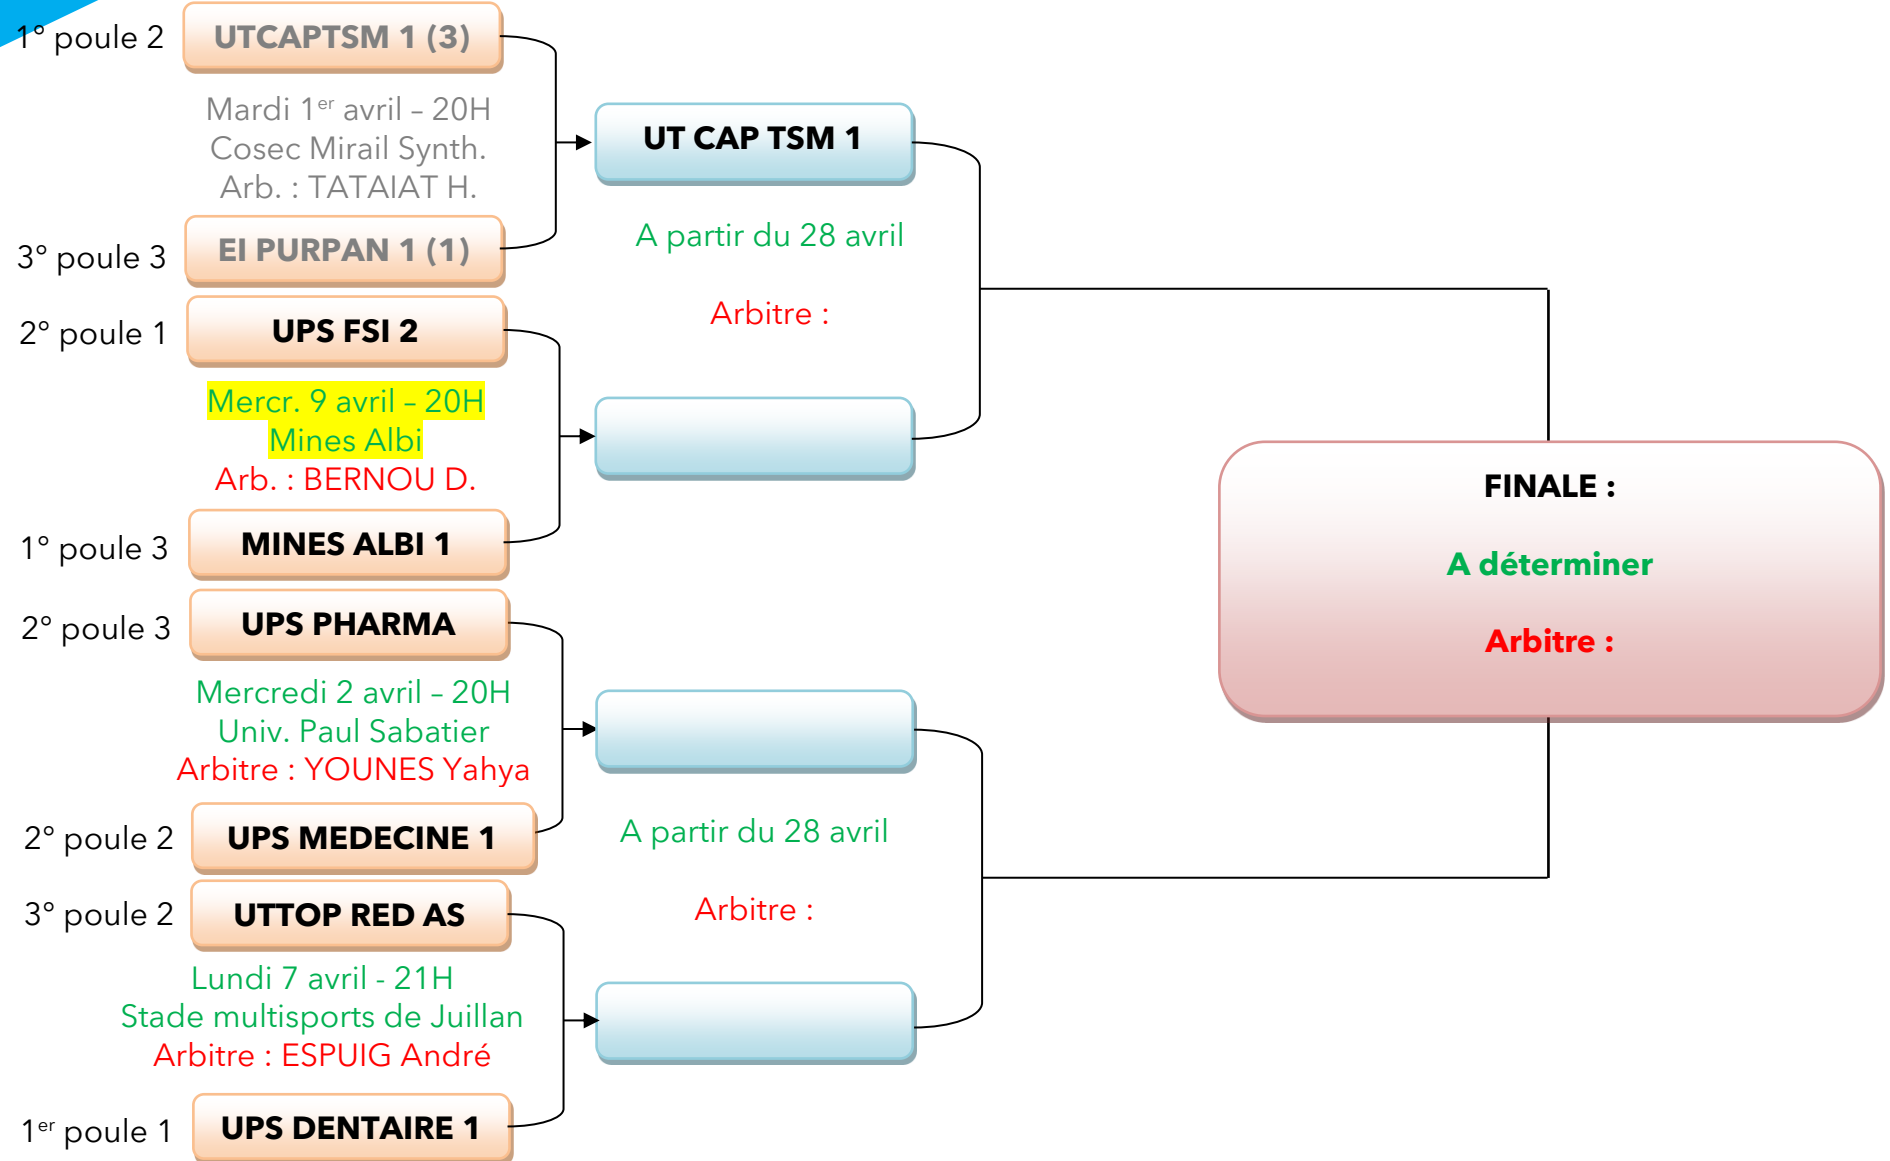 1° poule 2
UTCAPTSM 1 (3)
Mardi 1er avril – 20H
Cosec Mirail Synth.
Arb. : TATAIAT H.
3° poule 3
EI PURPAN 1 (1)
2° poule 1
UPS FSI 2
Mercr. 9 avril – 20H
Mines Albi
Arb. : BERNOU D.
1° poule 3
MINES ALBI 1
2° poule 3
UPS PHARMA
Mercredi 2 avril – 20H
Univ. Paul Sabatier
Arbitre : YOUNES Yahya
2° poule 2
UPS MEDECINE 1
3° poule 2
UTTOP RED AS
Lundi 7 avril - 21H
Stade multisports de Juillan
Arbitre : ESPUIG André
1er poule 1
UPS DENTAIRE 1
UT CAP TSM 1
A partir du 28 avril
Arbitre :
A partir du 28 avril
Arbitre :
FINALE :
A déterminer
Arbitre :